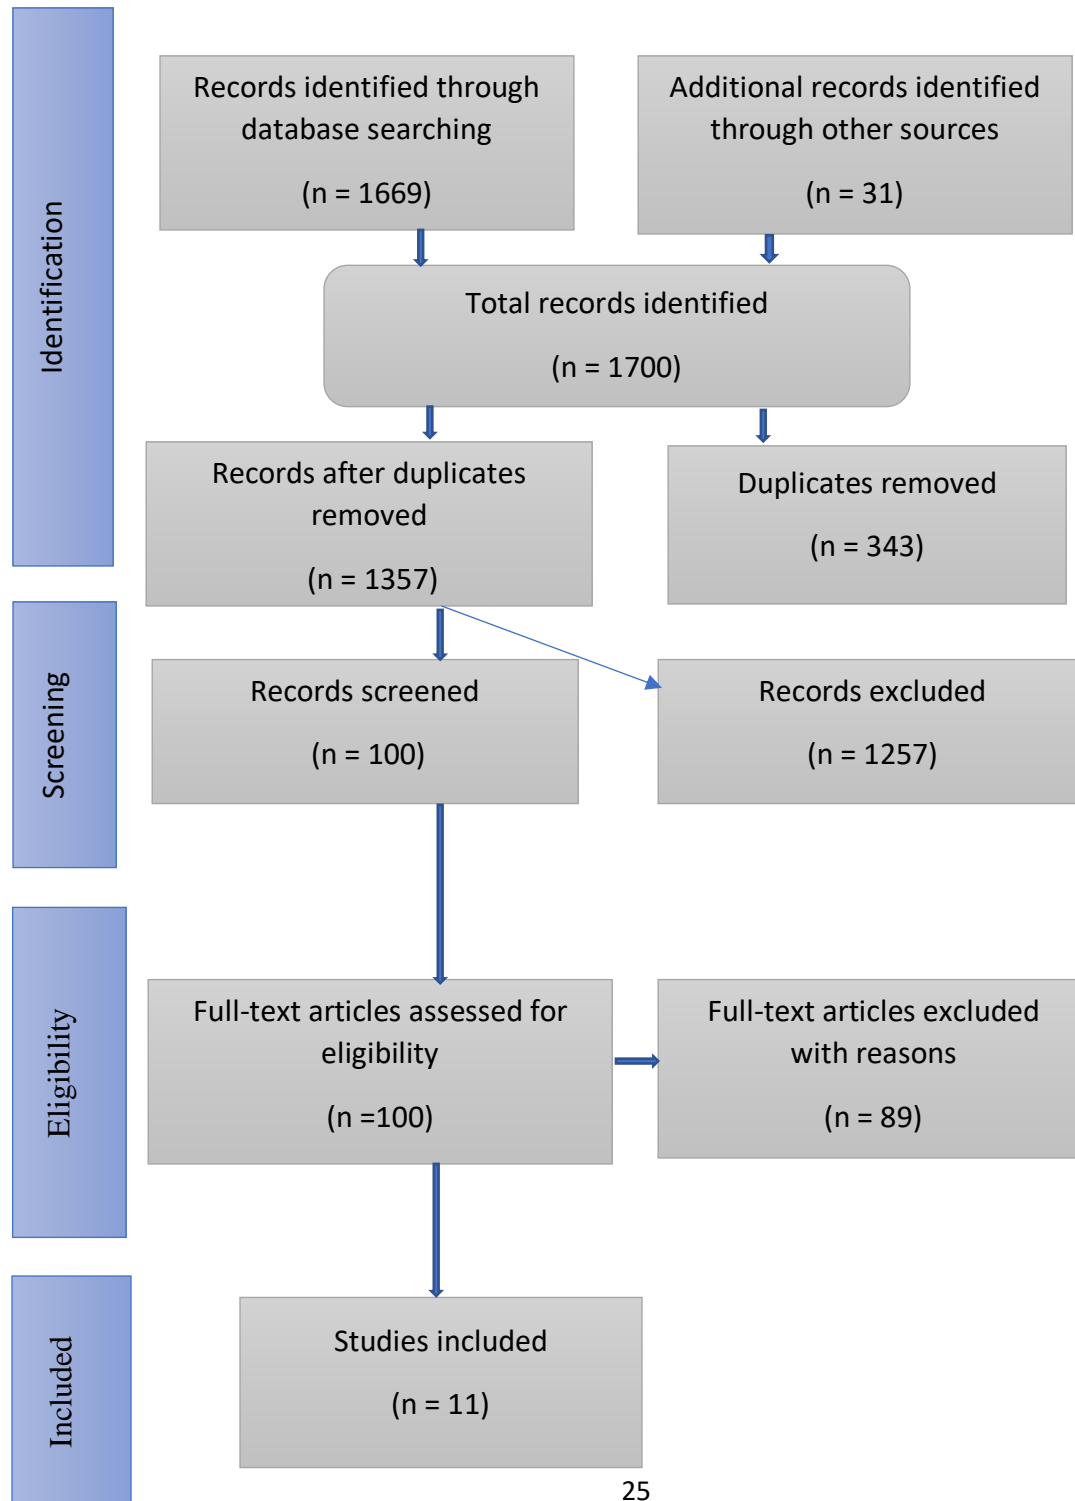 Identification
Records identified through
database searching
(n = 1669)
Additional records identified
through other sources
(n = 31)
Total records identified
(n = 1700)
Records after duplicates
removed
(n = 1357)
Duplicates removed
(n = 343)
Screening
Records screened
(n = 100)
Records excluded
(n = 1257)
Eligibility
Full-text articles assessed for
eligibility
(n =100)
Full-text articles excluded
with reasons
(n = 89)
Included
Studies included
(n = 11)
25